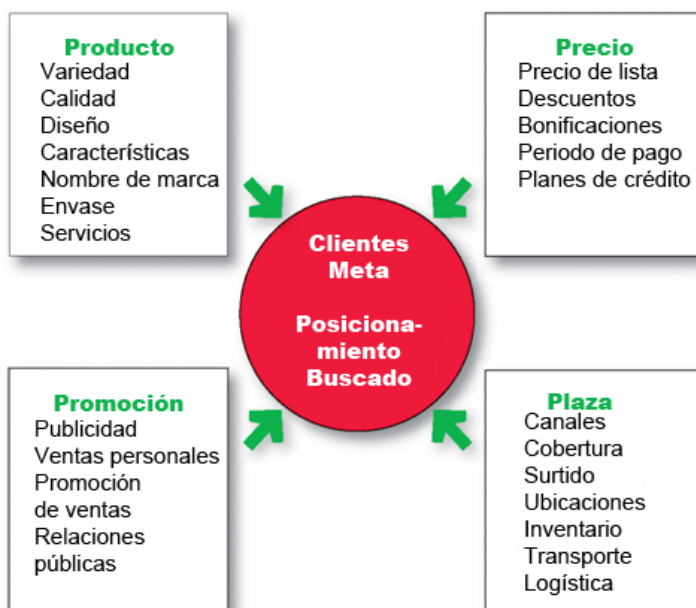 Producto
Variedad
Calidad
Diseño
Características
Nombre de marca
Envase
Servicios
Precio
Precio de lista
Descuentos
Bonificaciones
Periodo de pago
Planes de crédito
Clientes
Meta
Posiciona-
miento
Buscado
Promoción
Publicidad
Ventas personales
Promoción
de ventas
Relaciones
públicas
Plaza
Canales
Cobertura
Surtido
Ubicaciones
Inventario
Transporte
Logística